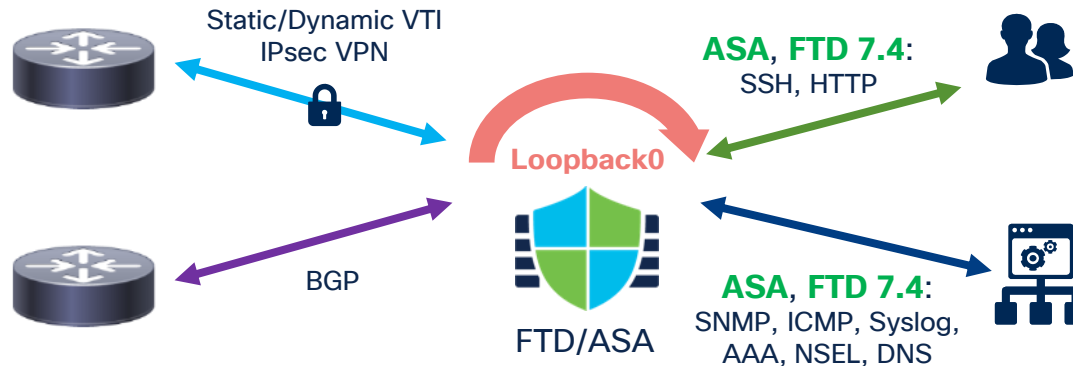 Static/Dynamic VTI
IPsec VPN
ASA, FTD 7.4:
SSH, HTTP
Loopback0
BGP
FTD/ASA
ASA, FTD 7.4:
SNMP, ICMP, Syslog,
AAA, NSEL, DNS